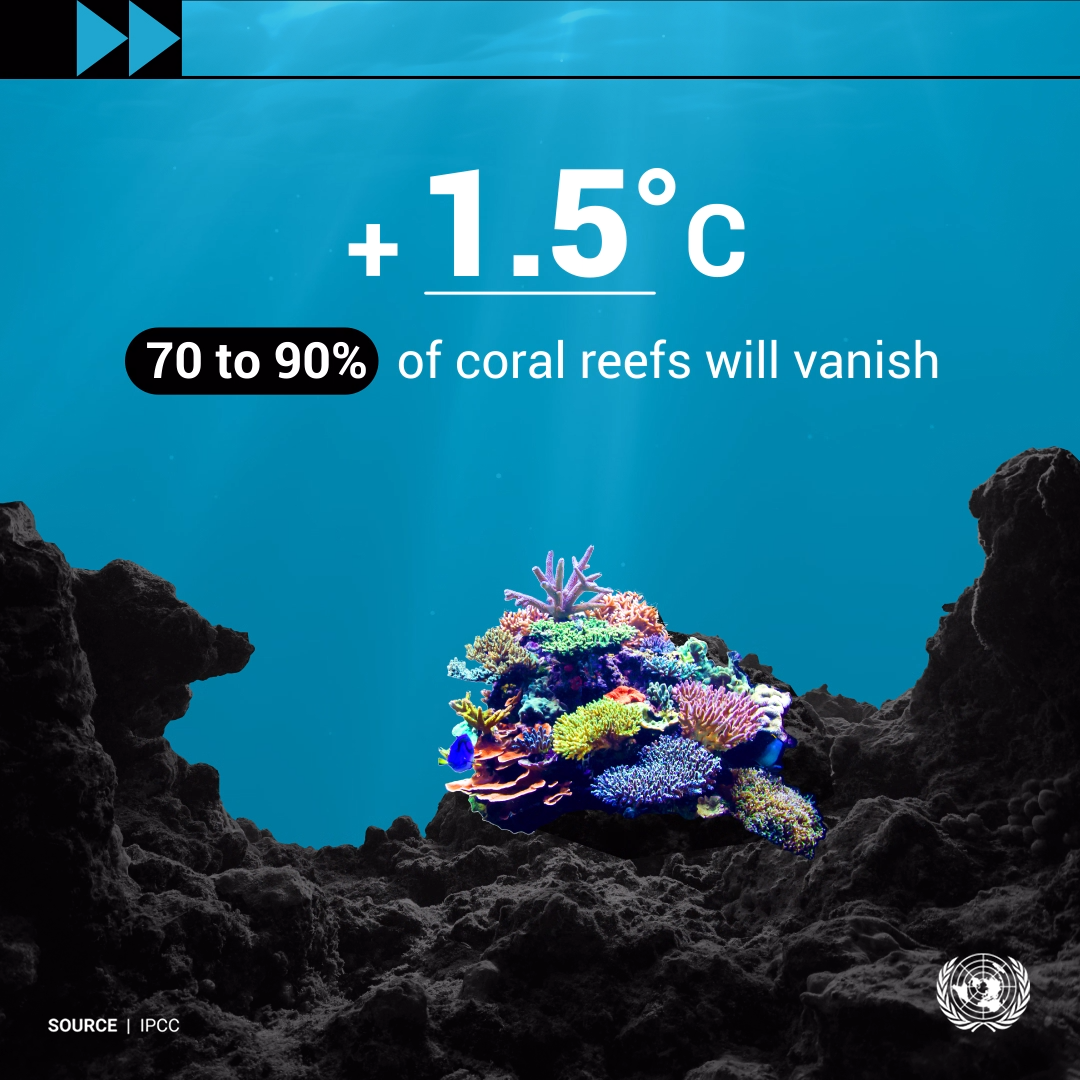 + 1.5°C
70 to 90% of coral reefs will vanish
SOURCE | IPCC